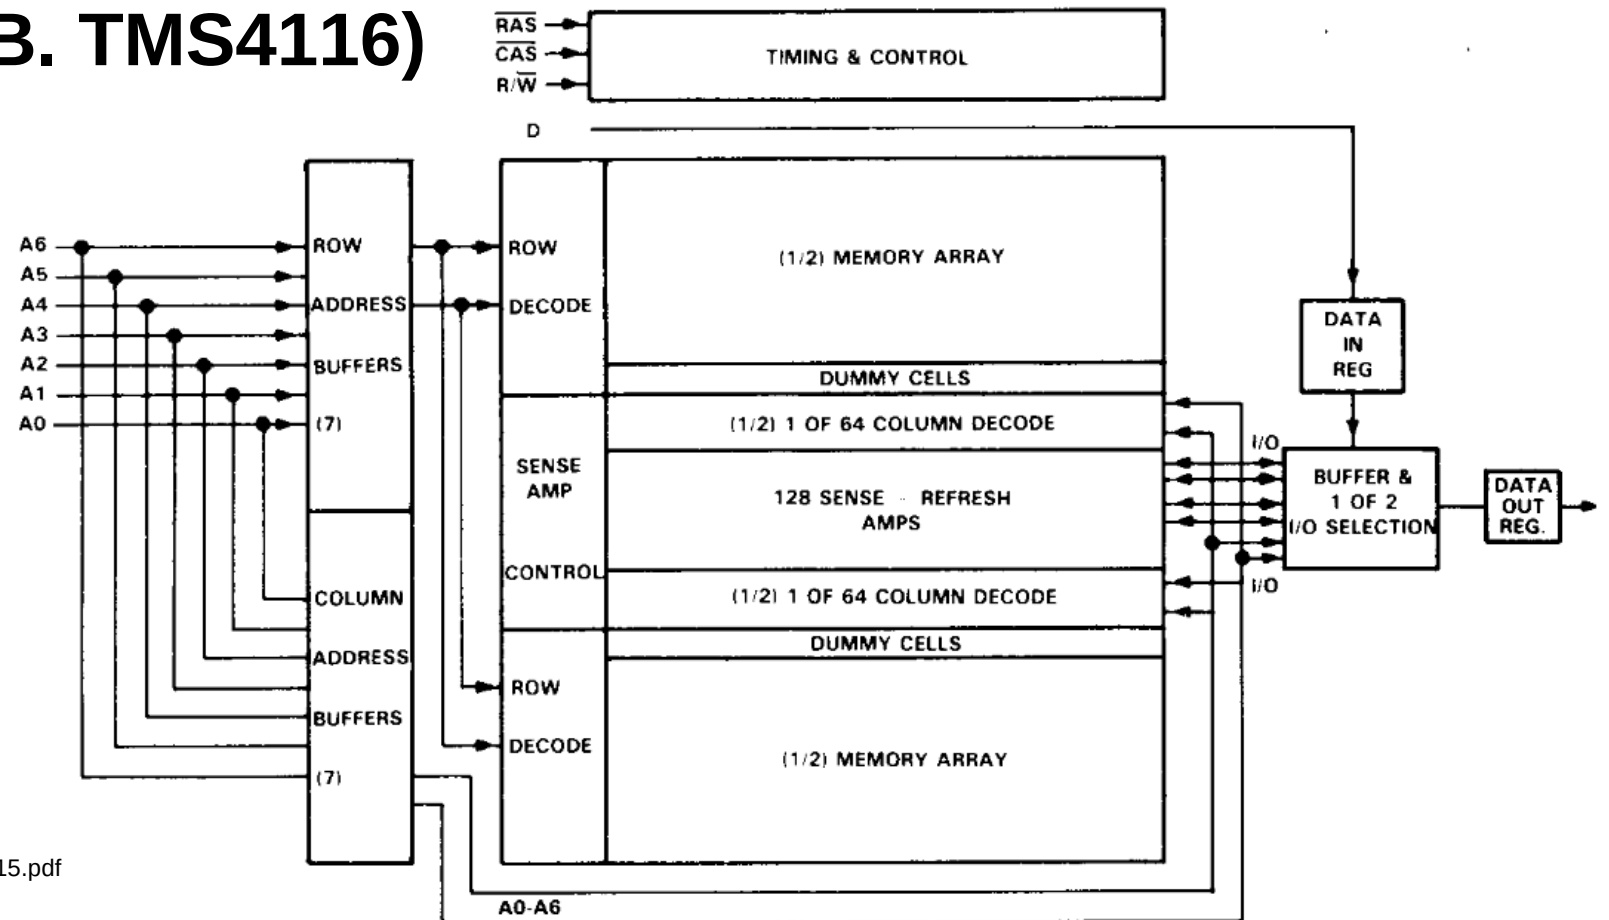 B. TMS4116)
RAS
CAS
R/W
TIMING & CONTROL
D
A6
A5
A4
A3
A2
A1
A0
ROW
ADDRESS
BUFFERS
(7)
COLUMN
ADDRESS
BUFFERS
(7)
ROW
DECODE
SENSE
AMP
CONTROL
ROW
DECODE
(1/2) MEMORY ARRAY
DUMMY CELLS
(1/2) 1 OF 64 COLUMN DECODE
128 SENSE - REFRESH
AMPS
(1/2) 1 OF 64 COLUMN DECODE
DUMMY CELLS
(1/2) MEMORY ARRAY
DATA
IN
REG
I/O
BUFFER &
1 OF 2
I/O SELECTION
I/O
DATA
OUT
REG.
A0-A6
15.pdf